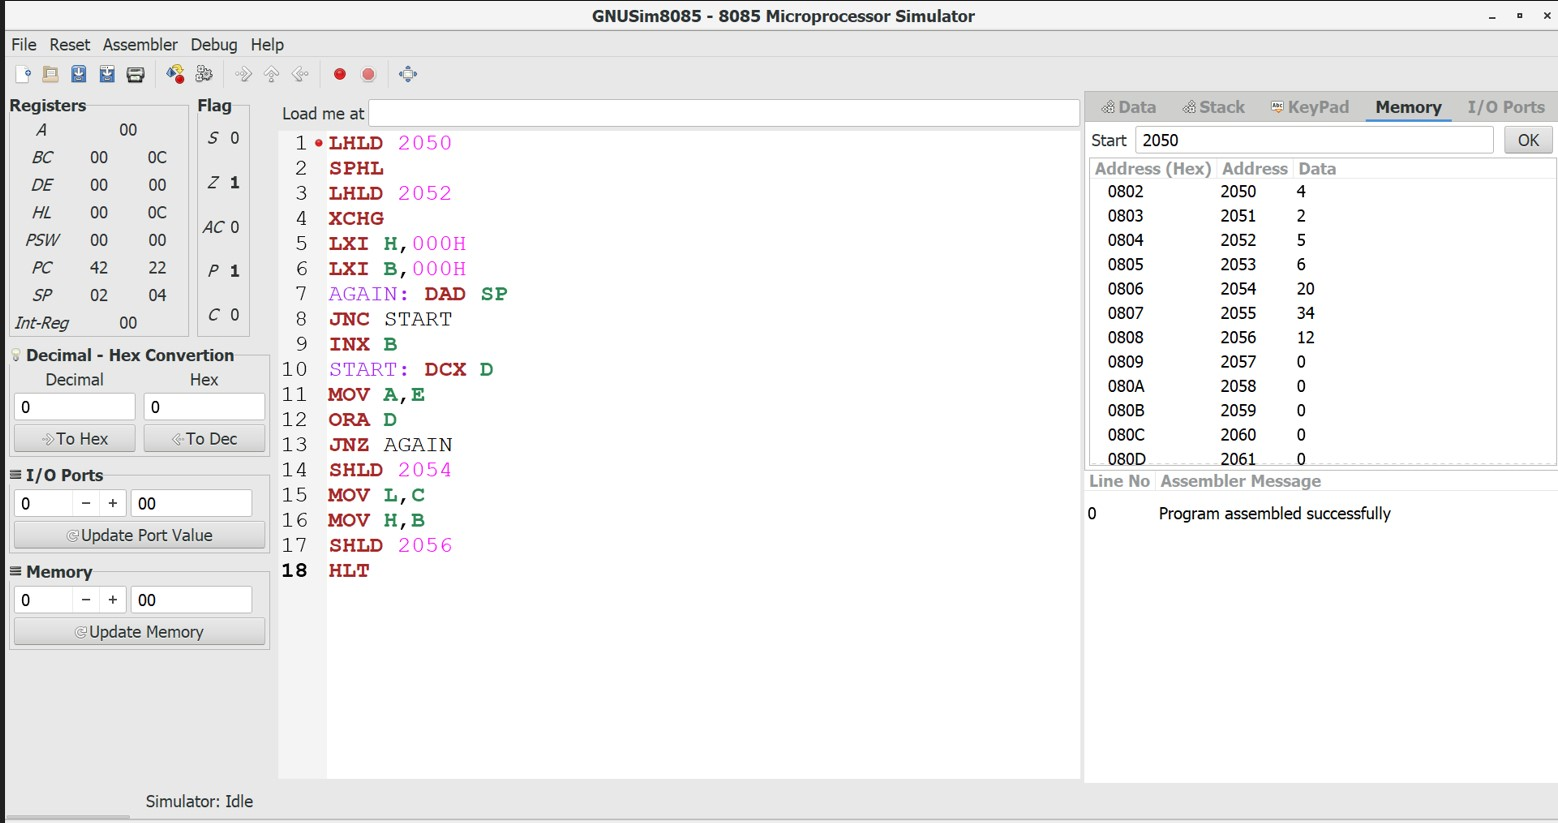 GNUSim8085 - 8085 Microprocessor Simulator
File Reset Assembler Debug Help
Registers
A 00
BC 00 0C
DE 00 00
HL 00 0C
PSW 00 00
PC 42 22
SP 02 04
Int-Reg 00
Flag
S 0
Z 1
AC 0
P 1
C 0
Decimal - Hex Convertion
Decimal Hex
0 0
To Hex To Dec
I/O Ports
0 - + 00
Update Port Value
Memory
0 - + 00
Update Memory
Simulator: Idle
Load me at
1 LHLD 2050
2 SPHL
3 LHLD 2052
4 XCHG
5 LXI H,000H
6 LXI B,000H
7 AGAIN: DAD SP
8 JNC START
9 INX B
10 START: DCX D
11 MOV A,E
12 ORA D
13 JNZ AGAIN
14 SHLD 2054
15 MOV L,C
16 MOV H,B
17 SHLD 2056
18 HLT
Data Stack Abc KeyPad Memory I/O Ports
Start 2050 OK
Address (Hex) Address Data
0802 2050 4
0803 2051 2
0804 2052 5
0805 2053 6
0806 2054 20
0807 2055 34
0808 2056 12
0809 2057 0
080A 2058 0
080B 2059 0
080C 2060 0
080D 2061 0
Line No Assembler Message
0 Program assembled successfully